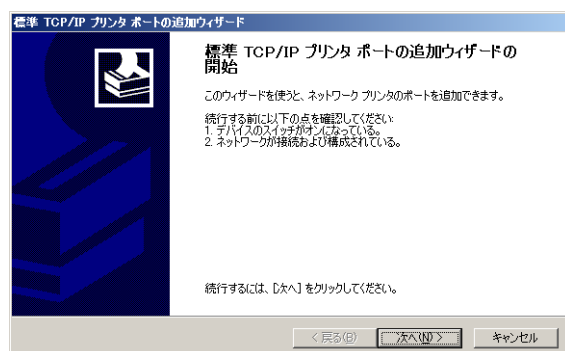 標準 TCP/IP プリンタ ポートの追加ウィザード
標準 TCP/IP プリンタ ポートの追加ウィザードの
開始
このウィザードを使うと、ネットワーク プリンタのポートを追加できます。
続行する前に以下の点を確認してください:
1. デバイスのスイッチがオンになっている。
2. ネットワークが接続および構成されている。
続行するには、[次へ] をクリックしてください。
< 戻る(B) 次へ(N) > キャンセル